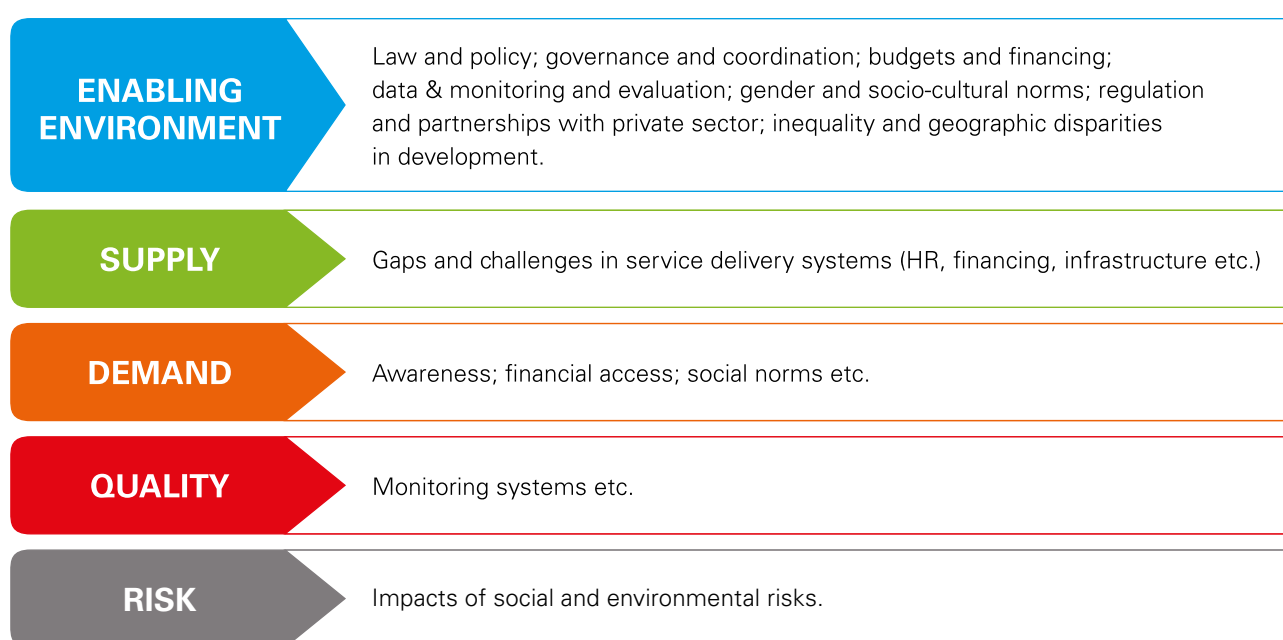 ENABLING
ENVIRONMENT
Law and policy; governance and coordination; budgets and financing;
data & monitoring and evaluation; gender and socio-cultural norms; regulation
and partnerships with private sector; inequality and geographic disparities
in development.
SUPPLY
Gaps and challenges in service delivery systems (HR, financing, infrastructure etc.)
DEMAND
Awareness; financial access; social norms etc.
QUALITY
Monitoring systems etc.
RISK
Impacts of social and environmental risks.